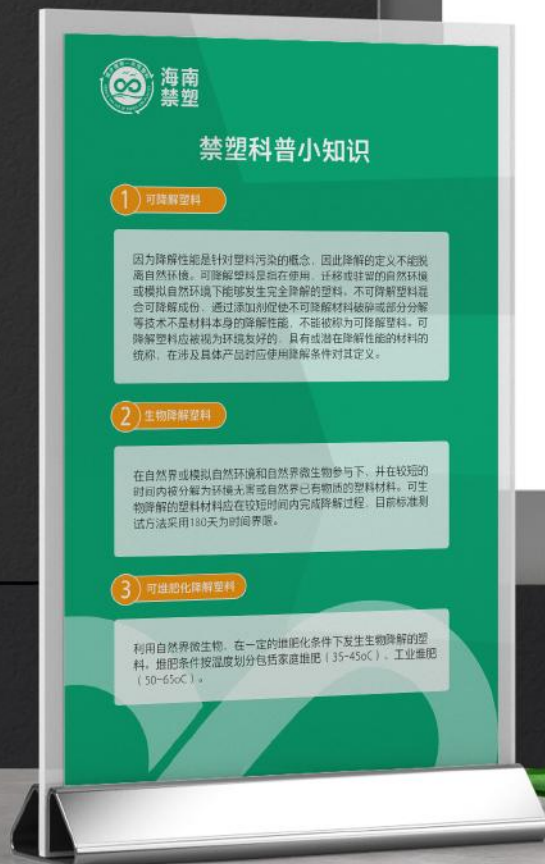 海南
禁塑
禁塑科普小知识
1 可降解塑料
因为降解性能是针对塑料污染的概念，因此降解的定义不能脱
离自然环境。可降解塑料是指在使用、迁移或驻留的自然环境
或模拟自然环境下能够发生完全降解的塑料。不可降解塑料混
合可降解成份、通过添加剂促使不可降解材料破碎或部分分解
等技术不是材料本身的降解性能，不能被称为可降解塑料。可
降解塑料应被视为环境友好的、具有或潜在降解性能的材料的
统称，在涉及具体产品时应使用降解条件对其定义。
2 生物降解塑料
在自然界或模拟自然环境和自然界微生物参与下、并在较短的
时间内被分解为环境无害或自然界已有物质的塑料材料。可生
物降解的塑料材料应在较短时间内完成降解过程，目前标准测
试方法采用180天为时间界限。
3 可堆肥化降解塑料
利用自然界微生物，在一定的堆肥化条件下发生生物降解的塑
料。堆肥条件按温度划分包括家庭堆肥（35-45oC）、工业堆肥
（50-65oC）。